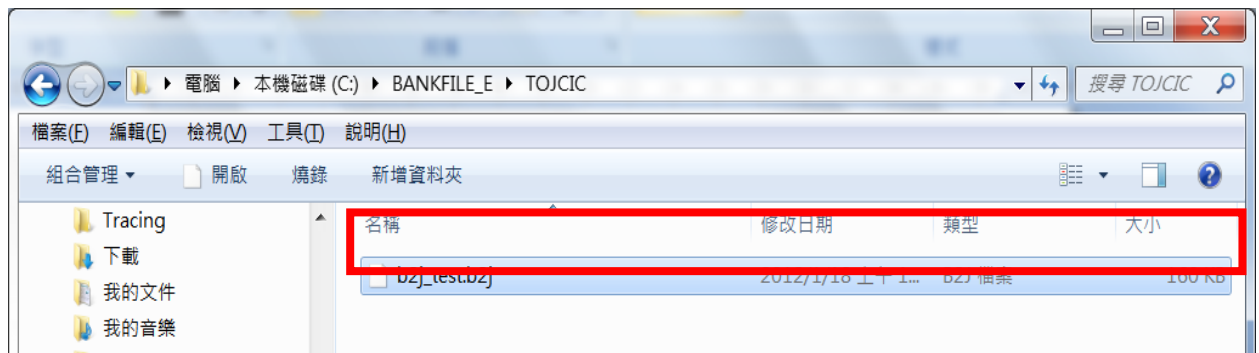 電腦 ▸ 本機磁碟 (C:) ▸ BANKFILE_E ▸ TOJCIC 搜尋 TOJCIC
檔案(F) 編輯(E) 檢視(V) 工具(T) 說明(H)
組合管理 開啟 燒錄 新增資料夾
Tracing 名稱 修改日期 類型 大小
下載 b2j_test.b2j 2012/1/18 上午 1... B2J 檔案 160 KB
我的文件
我的音樂